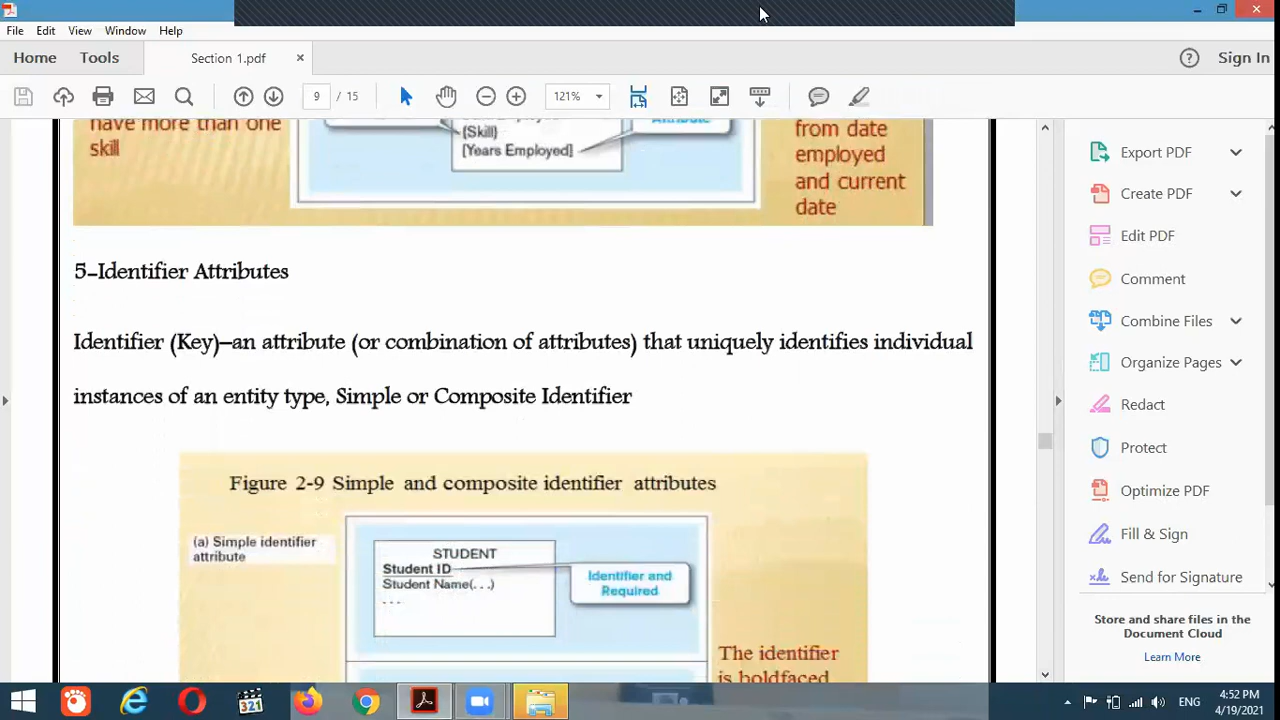 File Edit View Window Help
Home Tools Section 1.pdf × Sign In
9 / 15 121%
have more than one
skill
{Skill}
[Years Employed]
Attribute
from date
employed
and current
date
5-Identifier Attributes
Identifier (Key)–an attribute (or combination of attributes) that uniquely identifies individual
instances of an entity type, Simple or Composite Identifier
Figure 2-9 Simple and composite identifier attributes
(a) Simple identifier
attribute
STUDENT
Student ID
Student Name(. . .)
. . .
Identifier and
Required
The identifier
is boldfaced
Export PDF
Create PDF
Edit PDF
Comment
Combine Files
Organize Pages
Redact
Protect
Optimize PDF
Fill & Sign
Send for Signature
Store and share files in the
Document Cloud
Learn More
321
ENG
4:52 PM
4/19/2021